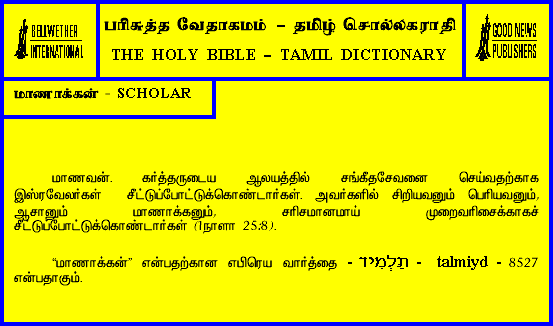 BELLWETHER
INTERNATIONAL
பரிசுத்த வேதாகமம் – தமிழ் சொல்லகராதி
THE HOLY BIBLE – TAMIL DICTIONARY
GOOD NEWS
PUBLISHERS
மாணாக்கன் - SCHOLAR
மாணவன். கர்த்தருடைய ஆலயத்தில் சங்கீதசேவனை செய்வதற்காக
இஸ்ரவேலர்கள் சீட்டுப்போட்டுக்கொண்டார்கள். அவர்களில் சிறியவனும் பெரியவனும்,
ஆசானும் மாணாக்கனும், சரிசமானமாய் முறைவரிசைக்காகச்
சீட்டுபபோட்டுக்கொண்டார்கள் (1நாளா 25:8).
“மாணாக்கன்” என்பதற்கான எபிரெய வார்த்தை - תַּלְמִיד - talmiyd - 8527
என்பதாகும்.